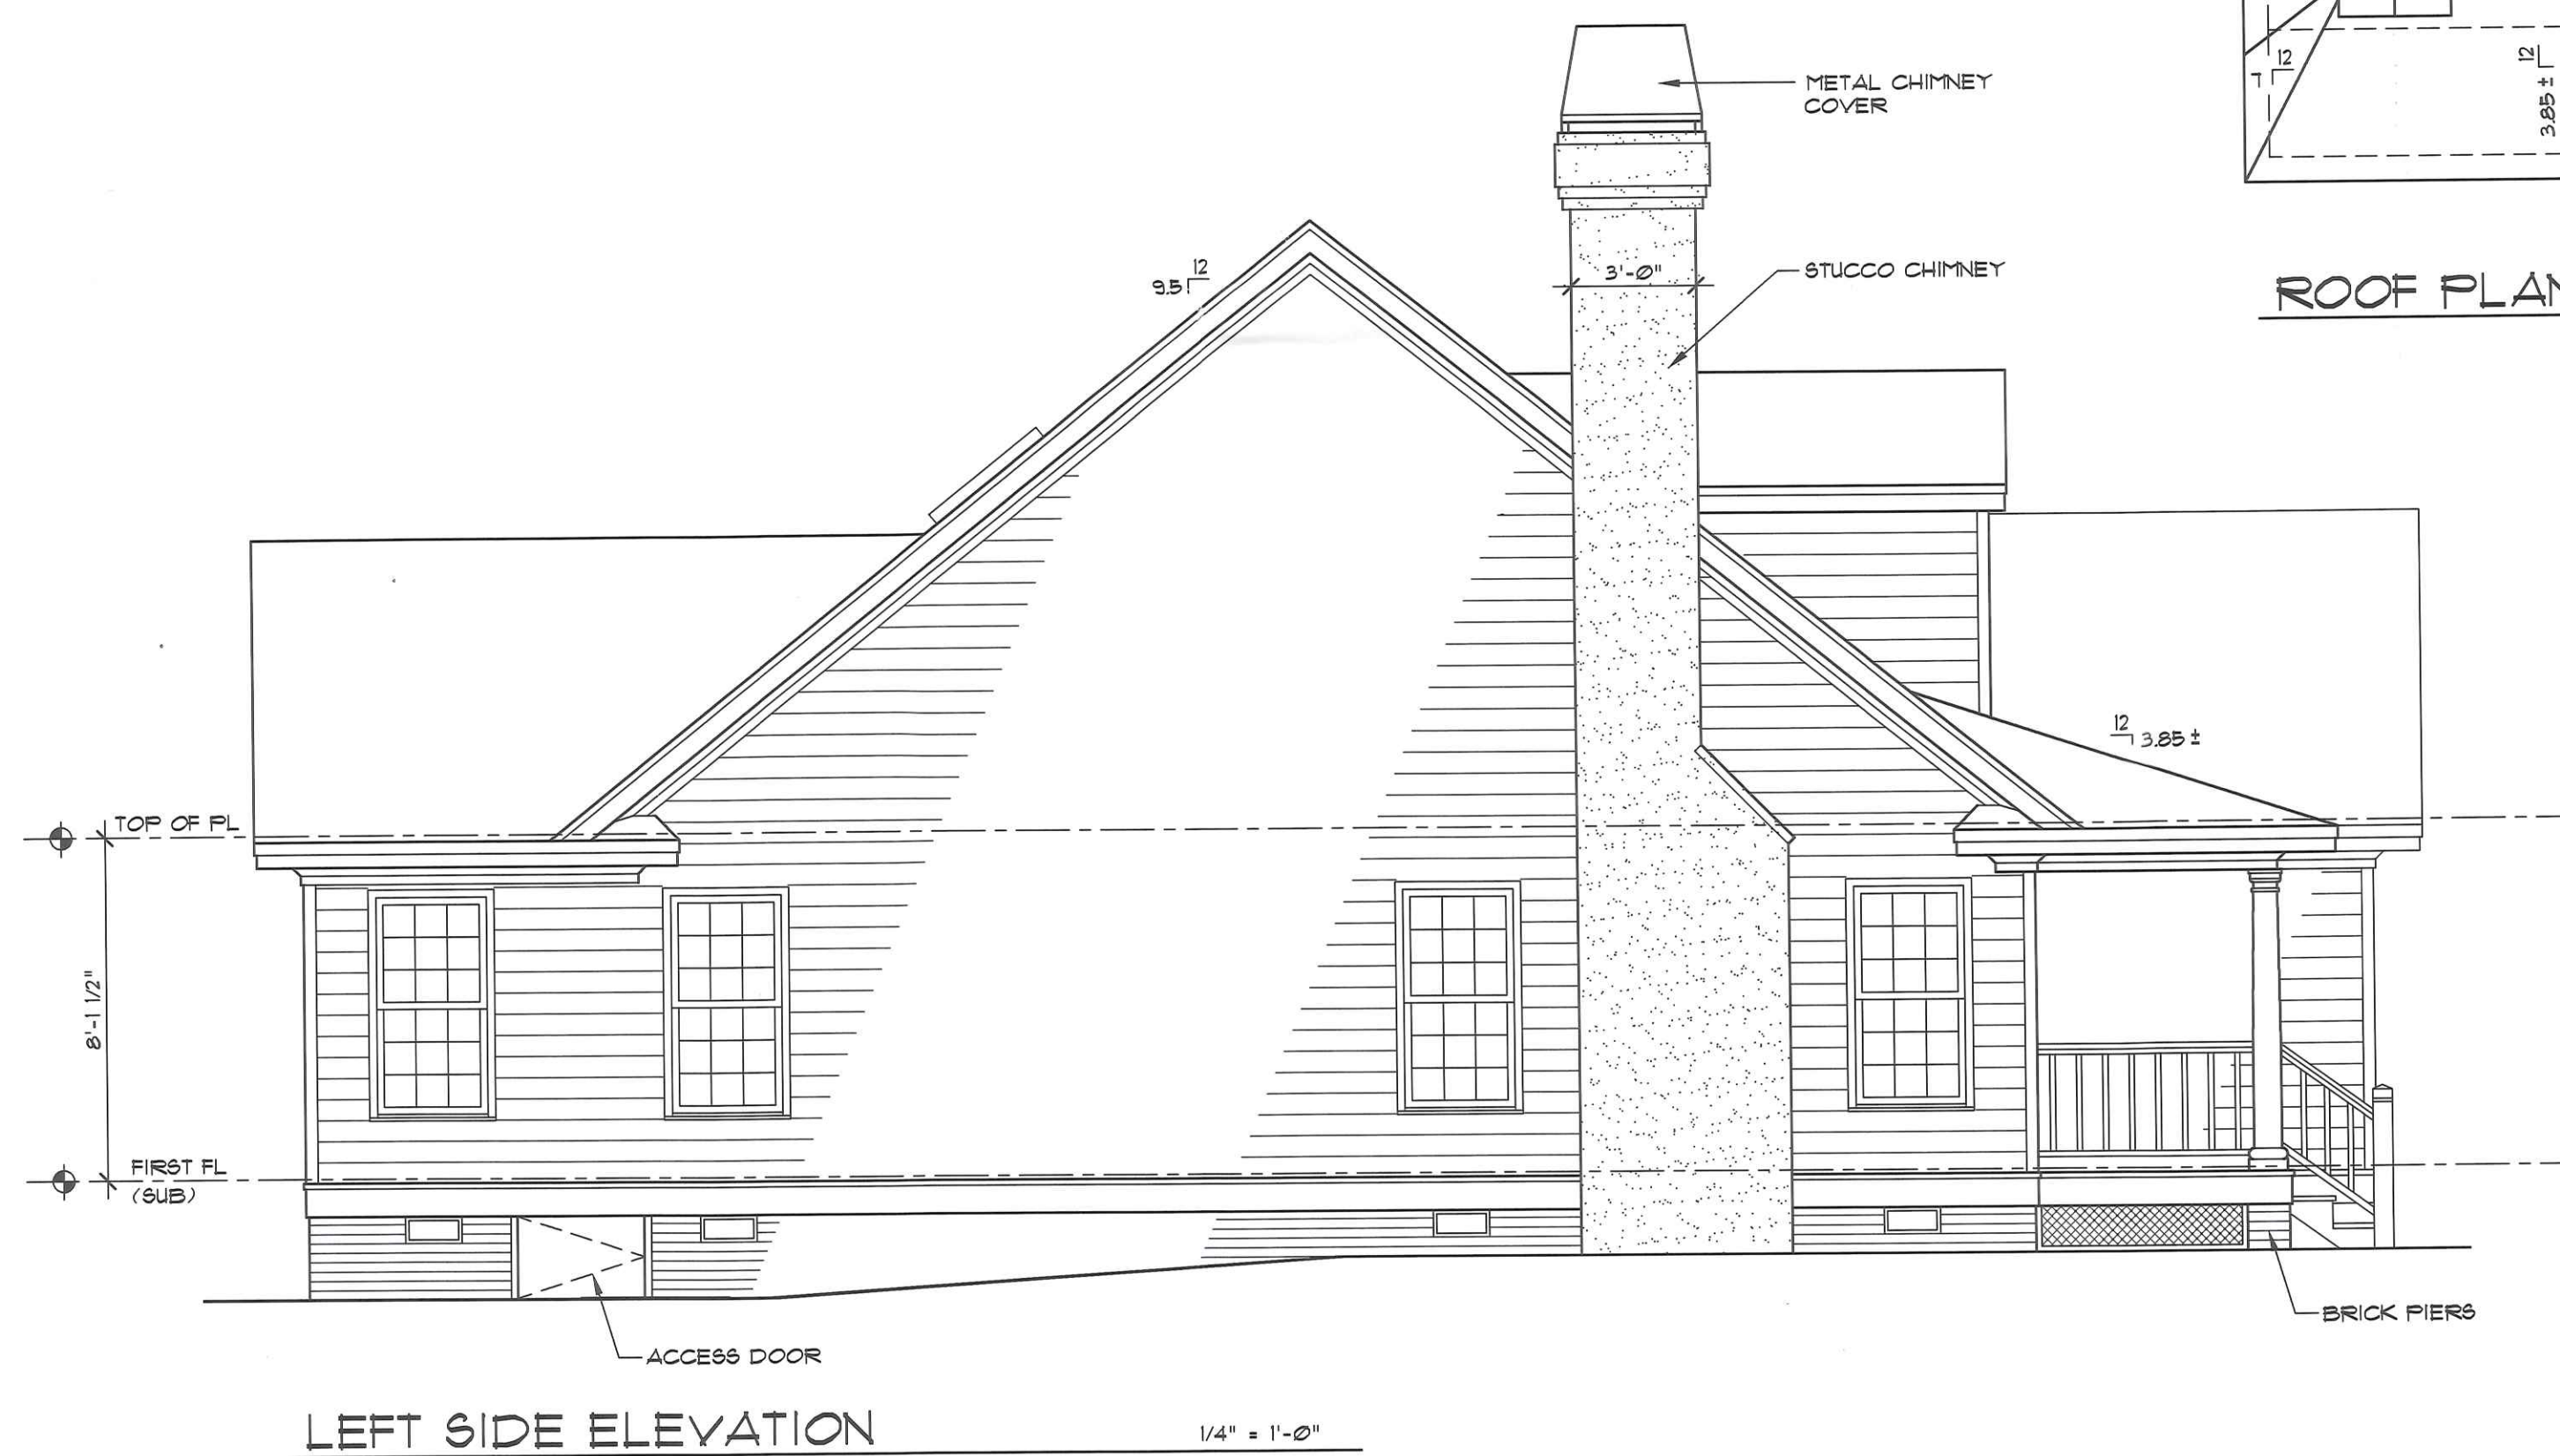 METAL CHIMNEY
COVER
12
7
12
3.85 ±
12
9.5
3'-0"
STUCCO CHIMNEY
ROOF PLAN
12
3.85 ±
TOP OF PL
8'-1 1/2"
FIRST FL
(SUB)
BRICK PIERS
ACCESS DOOR
LEFT SIDE ELEVATION
1/4" = 1'-0"